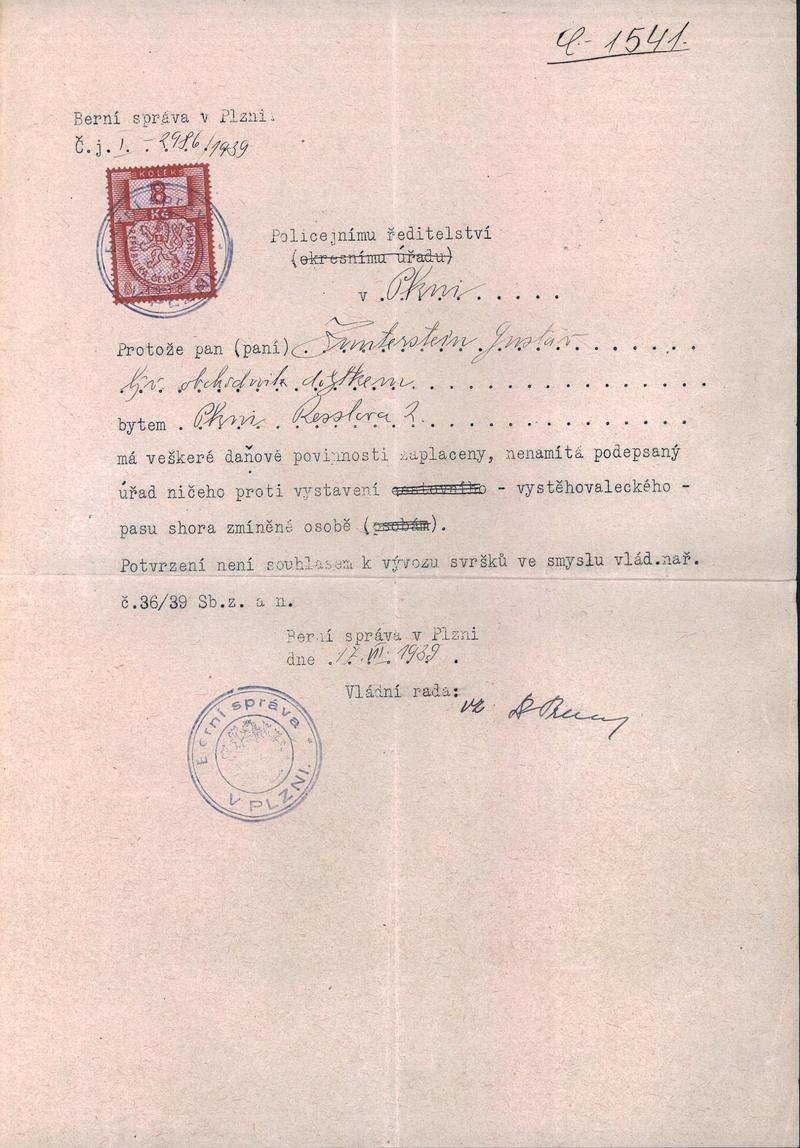 č. 1541.
Berní správa v Plzni.
Č.j. I. - 2986/1939
KOLEK
8
Kč
REPUBLIKA ČESKOSLOVENSKÁ
Policejnímu ředitelství
(okresnímu úřadu)
v Plzni . . . . .
Protože pan (paní) Gustav . . . . . . .
obchodník . . . . . . . . . . . . . .
bytem . Plzni. Resslova 2. . . . . . . . . . . . . .
má veškeré daňové povinnosti zaplaceny, nenamítá podepsaný
úřad ničeho proti vystavení cestovního - vystěhovaleckého -
pasu shora zmíněné osobě (osobám).
Potvrzení není souhlasem k vývozu svršků ve smyslu vlád.nař.
č.36/39 Sb.z. a n.
Berní správa v Plzni
dne 17. VII. 1939 .
Vládní rada:
vz
Berní správa
V PLZNI.